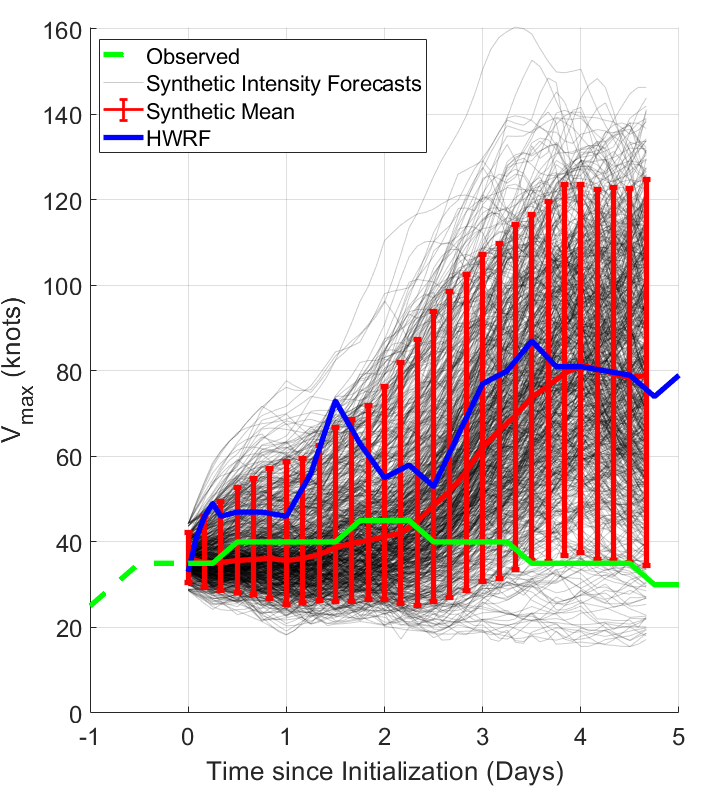 160
140
120
100
80
60
40
20
0
V_max (knots)
Observed
Synthetic Intensity Forecasts
Synthetic Mean
HWRF
-1 0 1 2 3 4 5
Time since Initialization (Days)